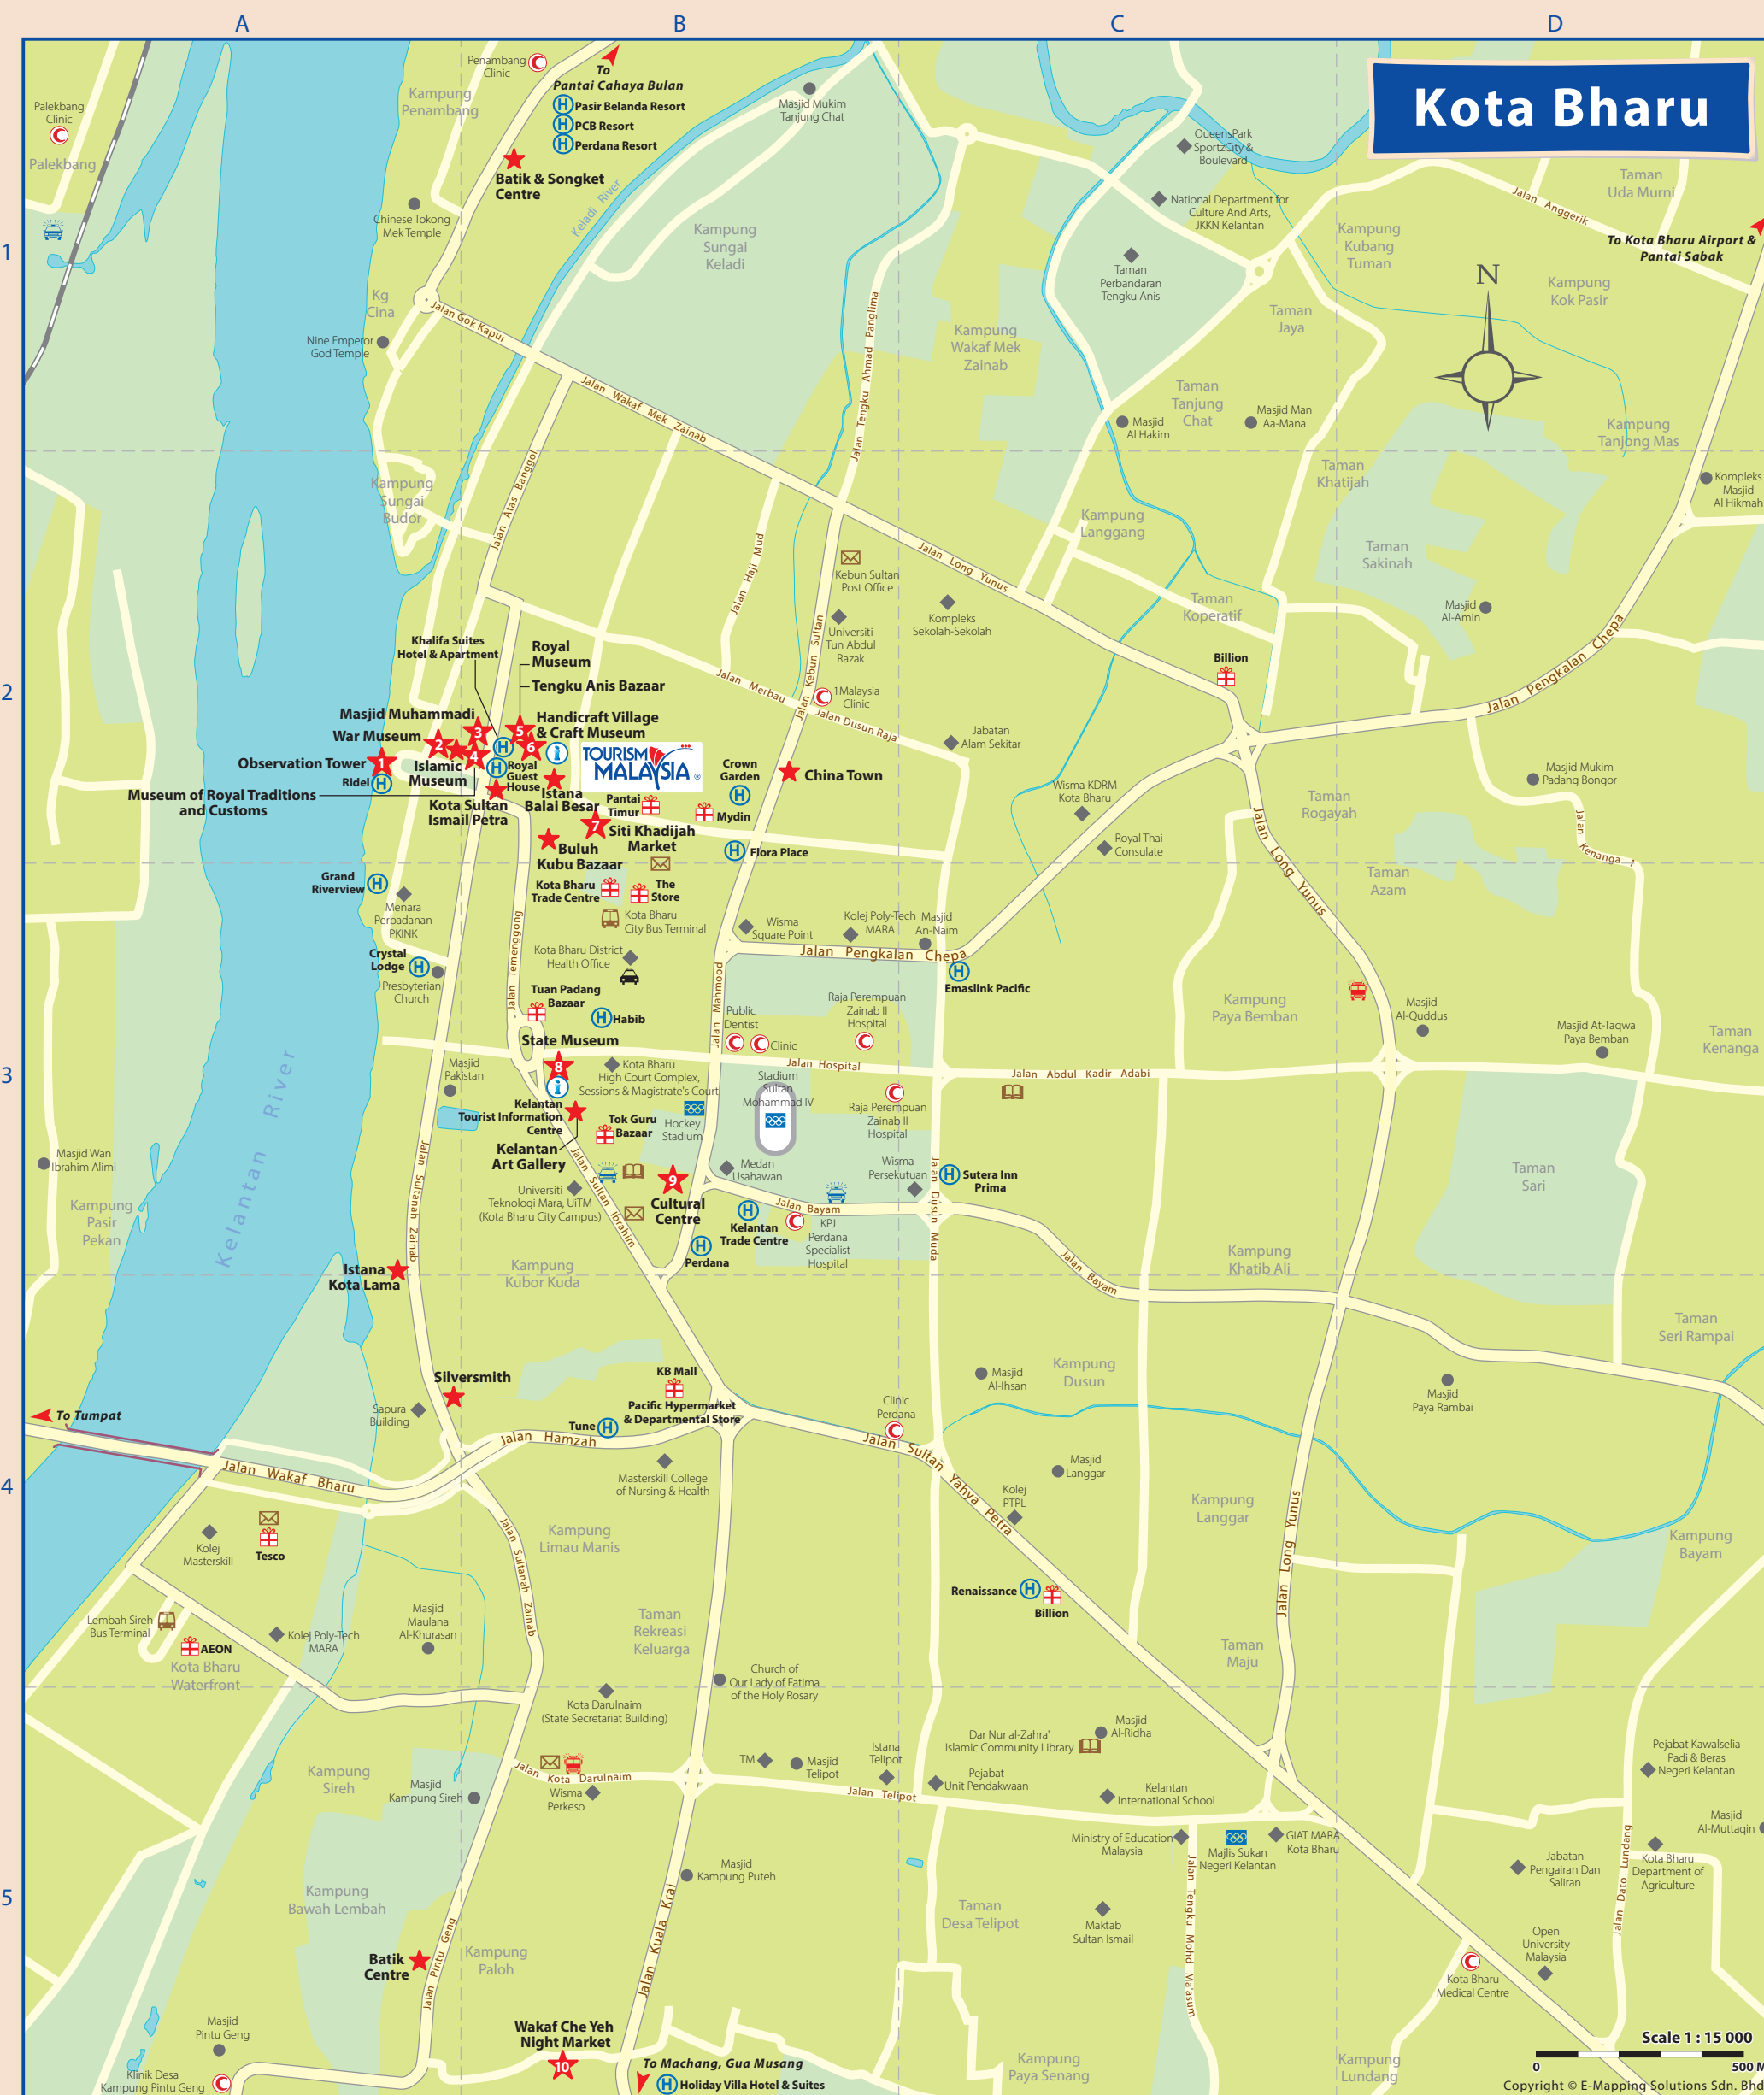 A
B
C
D
Kota Bharu
Penambang
Clinic
To
Pantai Cahaya Bulan
Pasir Belanda Resort
PCB Resort
Perdana Resort
Kampung
Penambang
Palekbang
Clinic
Palekbang
Masjid Mukim
Tanjung Chat
QueensPark
SportzCity &
Boulevard
Taman
Uda Murni
Jalan Anggerik
Batik & Songket
Centre
Keladi River
Chinese Tokong
Mek Temple
National Department for
Culture And Arts,
JKKN Kelantan
Kampung
Sungai
Keladi
Kampung
Kubang
Tuman
To Kota Bharu Airport &
Pantai Sabak
1
Taman
Perbandaran
Tengku Anis
N
Kampung
Kok Pasir
Kg
Cina
Jalan Gok Kapur
Taman
Jaya
Nine Emperor
God Temple
Jalan Tengku Ahmad Panglima
Kampung
Wakaf Mek
Zainab
Jalan Wakaf Mek Zainab
Taman
Tanjung
Chat
Masjid
Al Hakim
Masjid Man
Aa-Mana
Kampung
Tanjong Mas
Kampung
Sungai
Budor
Jalan Atas Banggol
Taman
Khatijah
Kompleks
Masjid
Al Hikmah
Kampung
Langgang
Jalan Haji Mud
Jalan Long Yunus
Kebun Sultan
Post Office
Taman
Sakinah
Kompleks
Sekolah-Sekolah
Taman
Koperatif
Masjid
Al-Amin
Universiti
Tun Abdul
Razak
Jalan Kebun Sultan
Khalifa Suites
Hotel & Apartment
Royal
Museum
Tengku Anis Bazaar
Billion
Jalan Pengkalan Chepa
2
Jalan Merbau
1Malaysia
Clinic
Jalan Dusun Raja
Masjid Muhammadi
War Museum
Handicraft Village
& Craft Museum
3
2
5
6
4
1
Jabatan
Alam Sekitar
Observation Tower
Ridel
Islamic
Museum
Royal
Guest
House
TOURISM
MALAYSIA
Crown
Garden
China Town
Masjid Mukim
Padang Bongor
Museum of Royal Traditions
and Customs
Kota Sultan
Ismail Petra
Istana
Balai Besar
Pantai
Timur
Mydin
Wisma KDRM
Kota Bharu
Taman
Rogayah
7
Siti Khadijah
Market
Buluh
Kubu Bazaar
Flora Place
Royal Thai
Consulate
Jalan Long Yunus
Jalan Kenanga 1
Taman
Azam
Grand
Riverview
Menara
Perbadanan
PKINK
Kota Bharu
Trade Centre
The
Store
Kota Bharu
City Bus Terminal
Wisma
Square Point
Kolej Poly-Tech
MARA
Masjid
An-Naim
Jalan Pengkalan Chepa
Crystal
Lodge
Presbyterian
Church
Jalan Temenggong
Kota Bharu District
Health Office
Jalan Mahmood
Emaslink Pacific
Tuan Padang
Bazaar
Habib
Public
Dentist
Clinic
Raja Perempuan
Zainab II
Hospital
Kampung
Paya Bemban
Masjid
Al-Quddus
Masjid At-Taqwa
Paya Bemban
Taman
Kenanga
State Museum
8
Kota Bharu
High Court Complex,
Sessions & Magistrate's Court
Jalan Hospital
Jalan Abdul Kadir Adabi
3
Masjid
Pakistan
Stadium
Sultan
Mohammad IV
Raja Perempuan
Zainab II
Hospital
Kelantan
Tourist Information
Centre
Tok Guru
Bazaar
Hockey
Stadium
Kelantan
Art Gallery
Masjid Wan
Ibrahim Alimi
Kelantan River
Jalan Sultanah Zainab
Jalan Sultan Ibrahim
Universiti
Teknologi Mara, UiTM
(Kota Bharu City Campus)
9
Cultural
Centre
Medan
Usahawan
Wisma
Persekutuan
Jalan Dusun Muda
Sutera Inn
Prima
Taman
Sari
Kampung
Pasir
Pekan
Jalan Bayam
Kelantan
Trade Centre
KPJ
Perdana
Specialist
Hospital
Perdana
Jalan Bayam
Kampung
Khatib Ali
Istana
Kota Lama
Kampung
Kubor Kuda
Taman
Seri Rampai
Silversmith
Sapura
Building
KB Mall
Pacific Hypermarket
& Departmental Store
Tune
Masjid
Al-Ihsan
Kampung
Dusun
Masjid
Paya Rambai
Clinic
Perdana
To Tumpat
Jalan Hamzah
Jalan Sultan Yahya Petra
4
Jalan Wakaf Bharu
Masterskill College
of Nursing & Health
Masjid
Langgar
Kolej
PTPL
Kampung
Langgar
Jalan Long Yunus
Kolej
Masterskill
Tesco
Jalan Sultanah Zainab
Kampung
Limau Manis
Kampung
Bayam
Renaissance
Billion
Lembah Sireh
Bus Terminal
AEON
Kota Bharu
Waterfront
Kolej Poly-Tech
MARA
Masjid
Maulana
Al-Khurasan
Taman
Rekreasi
Keluarga
Taman
Maju
Church of
Our Lady of Fatima
of the Holy Rosary
Kota Darulnaim
(State Secretariat Building)
Dar Nur al-Zahra'
Islamic Community Library
Masjid
Al-Ridha
Kampung
Sireh
Jalan Kota Darulnaim
TM
Masjid
Telipot
Istana
Telipot
Pejabat
Unit Pendakwaan
Pejabat Kawalselia
Padi & Beras
Negeri Kelantan
Masjid
Kampung Sireh
Wisma
Perkeso
Jalan Telipot
Kelantan
International School
Masjid
Al-Muttaqin
Ministry of Education
Malaysia
Majlis Sukan
Negeri Kelantan
GIAT MARA
Kota Bharu
Jabatan
Pengairan Dan
Saliran
Jalan Dato Lundang
Kota Bharu
Department of
Agriculture
5
Kampung
Bawah Lembah
Masjid
Kampung Puteh
Jalan Kuala Krai
Taman
Desa Telipot
Maktab
Sultan Ismail
Jalan Tengku Mohd Ma'asum
Open
University
Malaysia
Batik
Centre
Jalan Pintu Geng
Kampung
Paloh
Kota Bharu
Medical Centre
Masjid
Pintu Geng
Wakaf Che Yeh
Night Market
10
To Machang, Gua Musang
Holiday Villa Hotel & Suites
Klinik Desa
Kampung Pintu Geng
Kampung
Paya Senang
Kampung
Lundang
Scale 1 : 15 000
0
500 M
Copyright © E-Mapping Solutions Sdn. Bhd